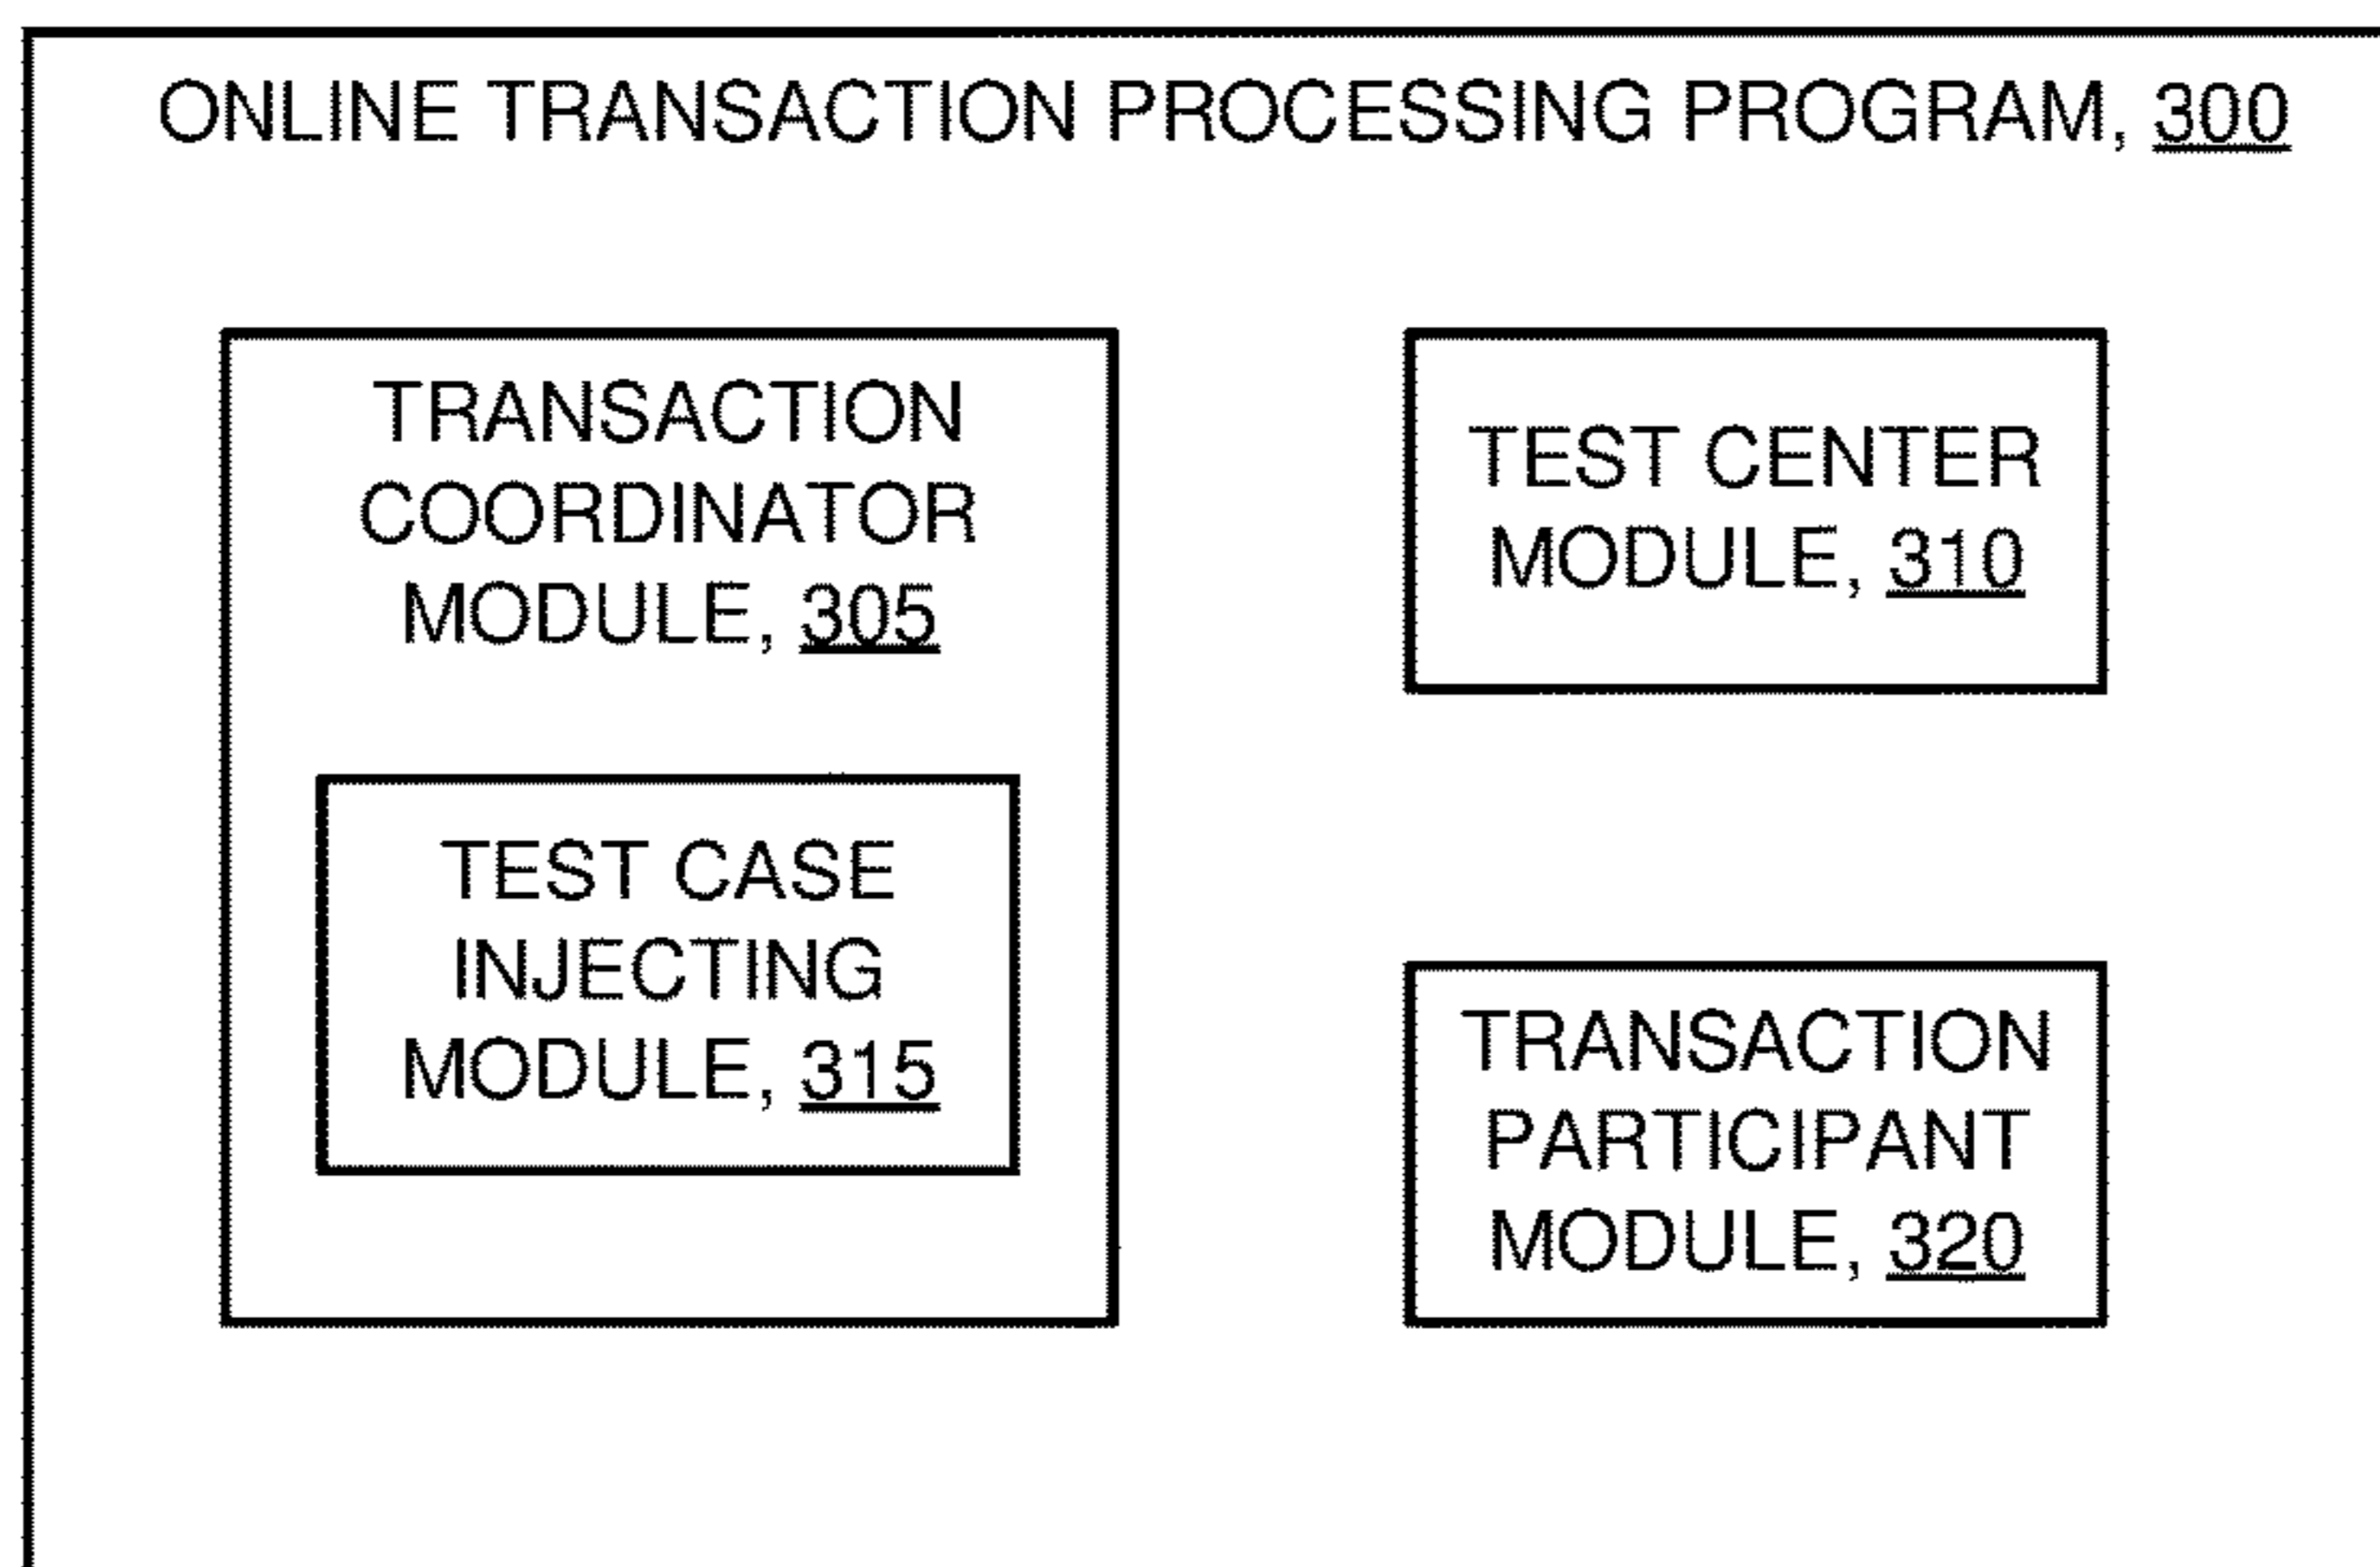 ONLINE TRANSACTION PROCESSING PROGRAM, 300
TRANSACTION
COORDINATOR
MODULE, 305
TEST CASE
INJECTING
MODULE, 315
TEST CENTER
MODULE, 310
TRANSACTION
PARTICIPANT
MODULE, 320